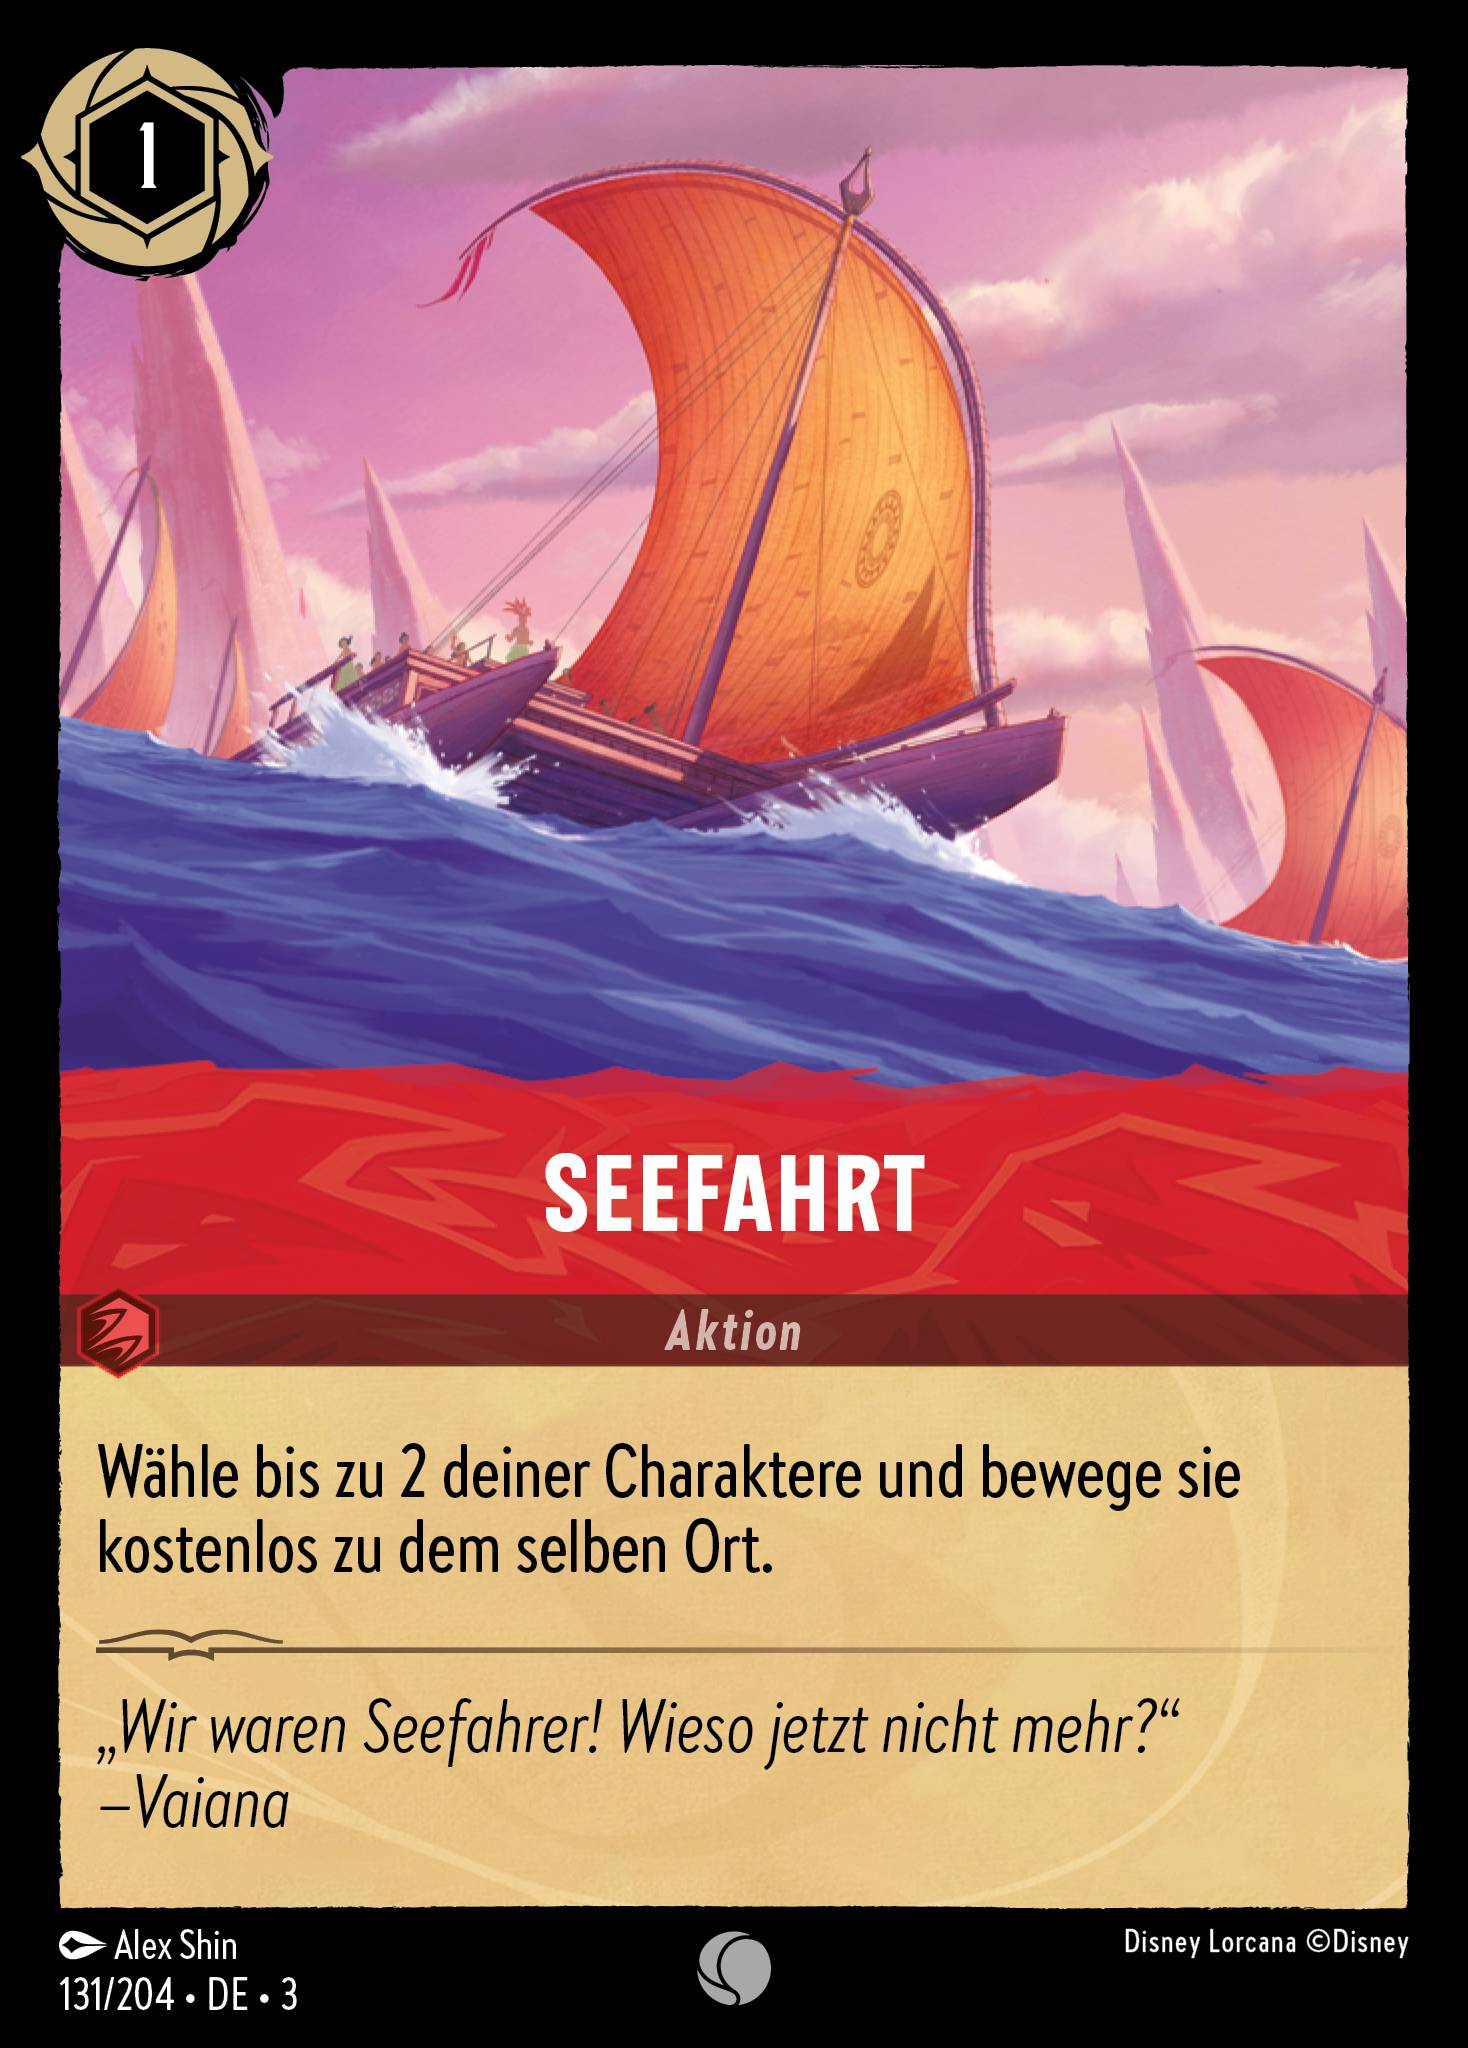 1
SEEFAHRT
Aktion
Wähle bis zu 2 deiner Charaktere und bewege sie
kostenlos zu dem selben Ort.
„Wir waren Seefahrer! Wieso jetzt nicht mehr?“
–Vaiana
Alex Shin
131/204 • DE • 3
Disney Lorcana ©Disney